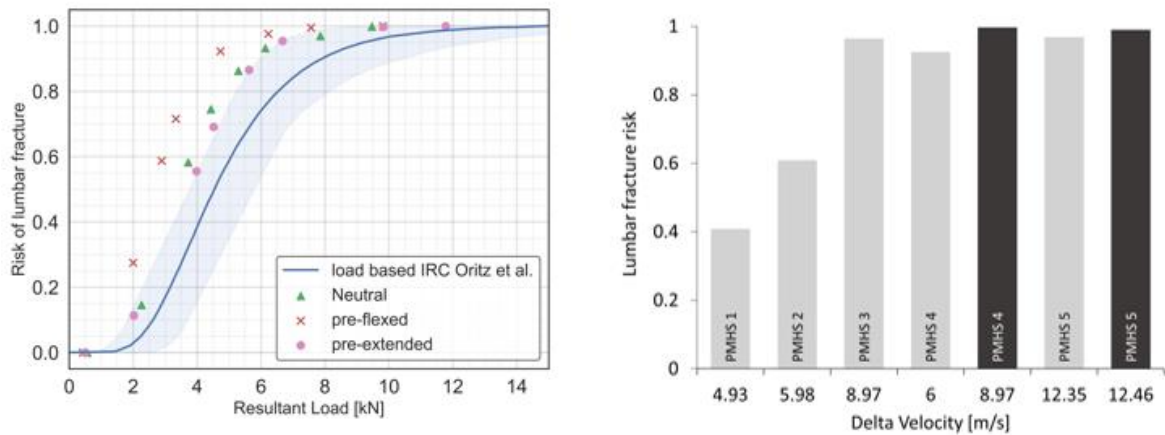 Risk of lumbar fracture
1.0
0.8
0.6
0.4
0.2
0.0
load based IRC Oritz et al.
Neutral
pre-flexed
pre-extended
0 2 4 6 8 10 12 14
Resultant Load [kN]
Lumbar fracture risk
1
0.8
0.6
0.4
0.2
0
PMHS 1
PMHS 2
PMHS 3
PMHS 4
PMHS 4
PMHS 5
PMHS 5
4.93 5.98 8.97 6 8.97 12.35 12.46
Delta Velocity [m/s]